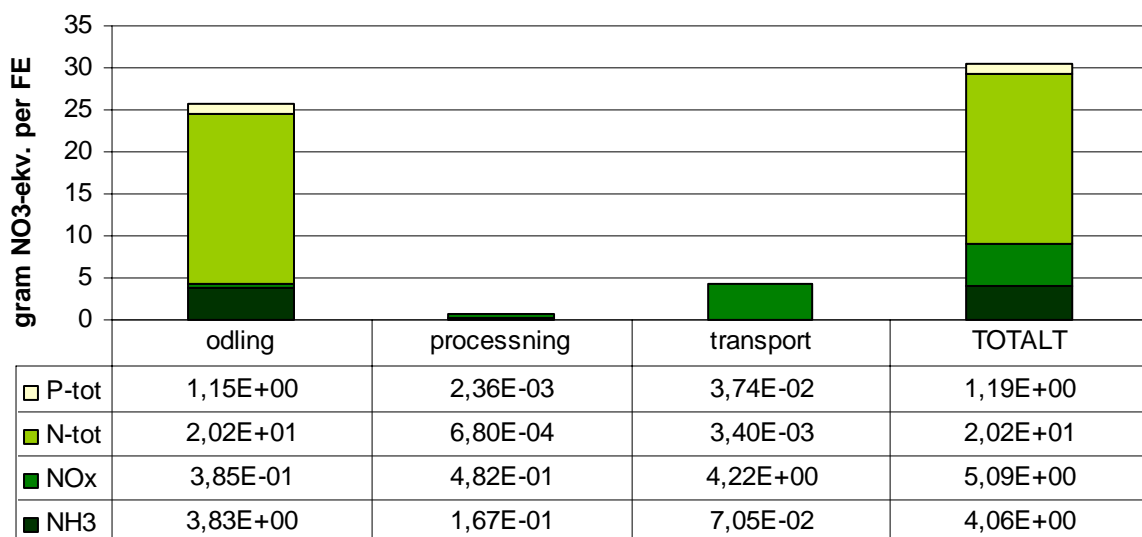 gram NO3-ekv. per FE
35
30
25
20
15
10
5
0
odling processning transport TOTALT
P-tot 1,15E+00 2,36E-03 3,74E-02 1,19E+00
N-tot 2,02E+01 6,80E-04 3,40E-03 2,02E+01
NOx 3,85E-01 4,82E-01 4,22E+00 5,09E+00
NH3 3,83E+00 1,67E-01 7,05E-02 4,06E+00